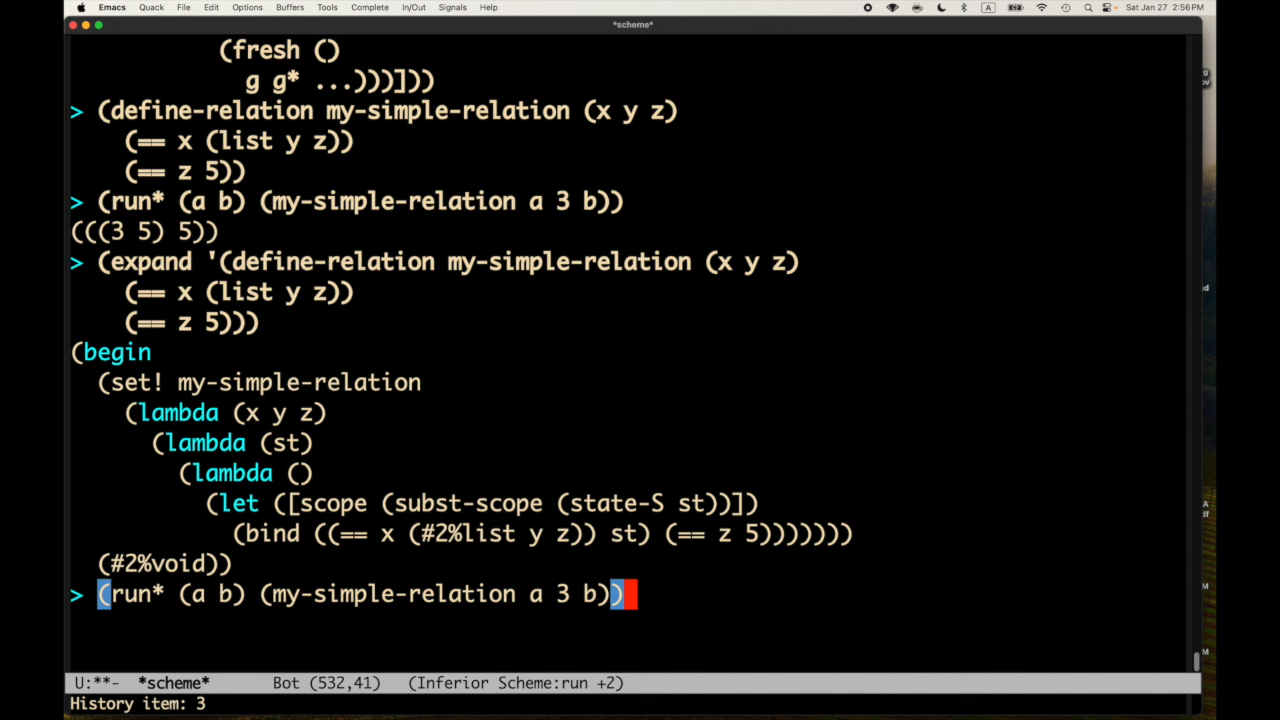 Emacs Quack File Edit Options Buffers Tools Complete In/Out Signals Help A Sat Jan 27 2:56 PM
*scheme*
(fresh ()
g g* ...)))]))
> (define-relation my-simple-relation (x y z)
(== x (list y z))
(== z 5))
> (run* (a b) (my-simple-relation a 3 b))
(((3 5) 5))
> (expand '(define-relation my-simple-relation (x y z)
(== x (list y z))
(== z 5)))
(begin
(set! my-simple-relation
(lambda (x y z)
(lambda (st)
(lambda ()
(let ([scope (subst-scope (state-S st))])
(bind ((== x (#2%list y z)) st) (== z 5)))))))
(#2%void))
> (run* (a b) (my-simple-relation a 3 b))
U:**- *scheme* Bot (532,41) (Inferior Scheme:run +2)
History item: 3